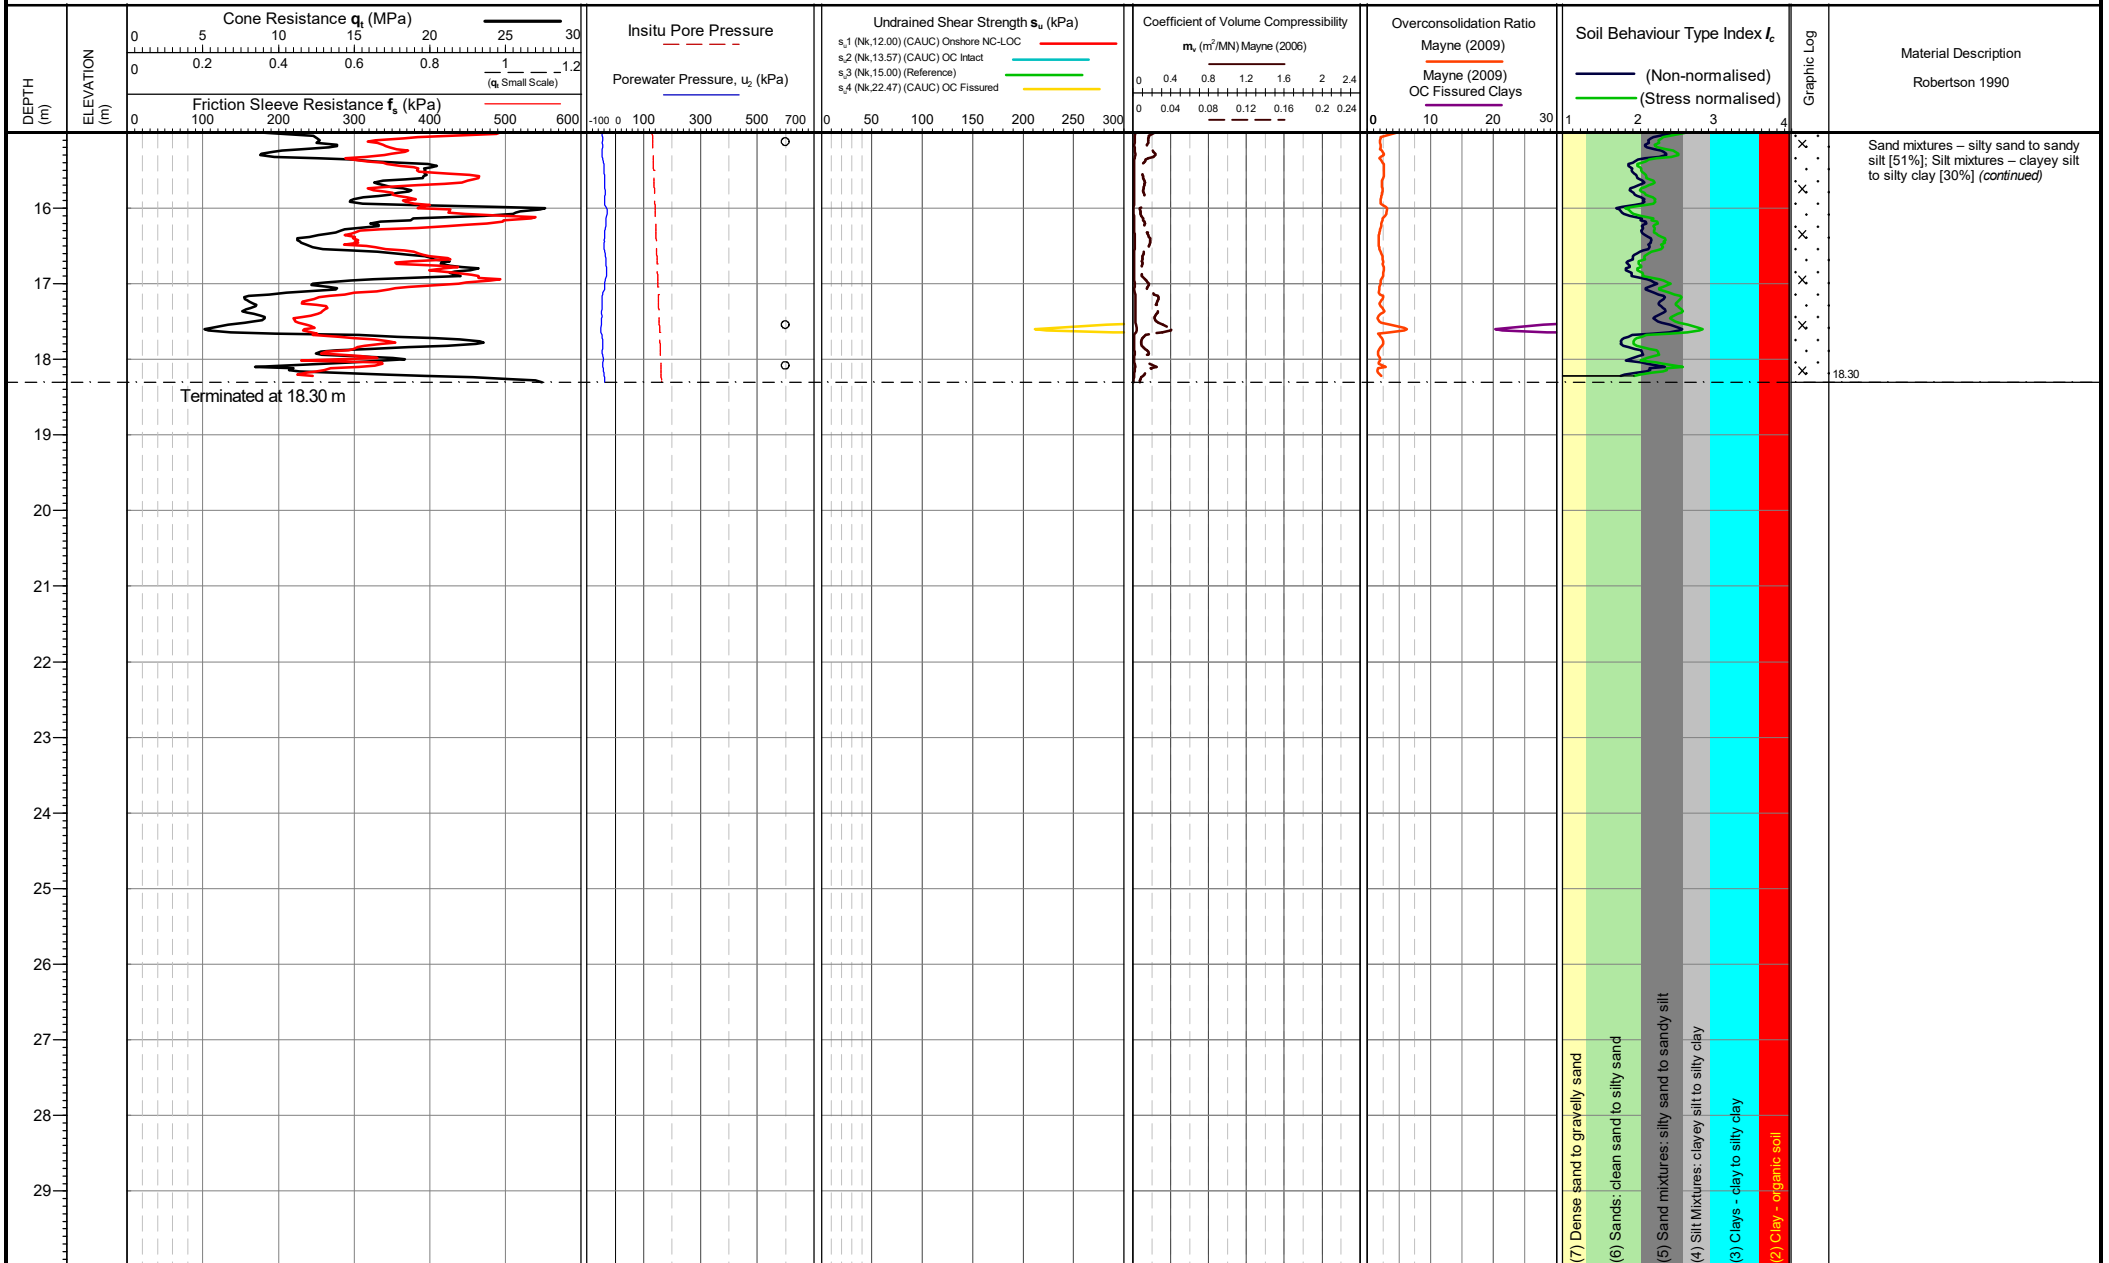 DEPTH
(m)
ELEVATION
(m)
Cone Resistance qt (MPa)
0 5 10 15 20 25 30
0 0.2 0.4 0.6 0.8 1 1.2
(qt Small Scale)
Friction Sleeve Resistance fs (kPa)
0 100 200 300 400 500 600
Insitu Pore Pressure
Porewater Pressure, u2 (kPa)
-100 0 100 300 500 700
Undrained Shear Strength su (kPa)
su1 (Nk,12.00) (CAUC) Onshore NC-LOC
su2 (Nk,13.57) (CAUC) OC Intact
su3 (Nk,15.00) (Reference)
su4 (Nk,22.47) (CAUC) OC Fissured
0 50 100 150 200 250 300
Coefficient of Volume Compressibility
mv (m²/MN) Mayne (2006)
0 0.4 0.8 1.2 1.6 2 2.4
0 0.04 0.08 0.12 0.16 0.2 0.24
Overconsolidation Ratio
Mayne (2009)
Mayne (2009)
OC Fissured Clays
0 10 20 30
Soil Behaviour Type Index Ic
(Non-normalised)
(Stress normalised)
1 2 3 4
Graphic Log
Material Description
Robertson 1990
Sand mixtures – silty sand to sandy
silt [51%]; Silt mixtures – clayey silt
to silty clay [30%] (continued)
16
17
18
18.30
Terminated at 18.30 m
19
20
21
22
23
24
25
26
27
28
29
(7) Dense sand to gravelly sand
(6) Sands: clean sand to silty sand
(5) Sand mixtures: silty sand to sandy silt
(4) Silt Mixtures: clayey silt to silty clay
(3) Clays - clay to silty clay
(2) Clay - organic soil